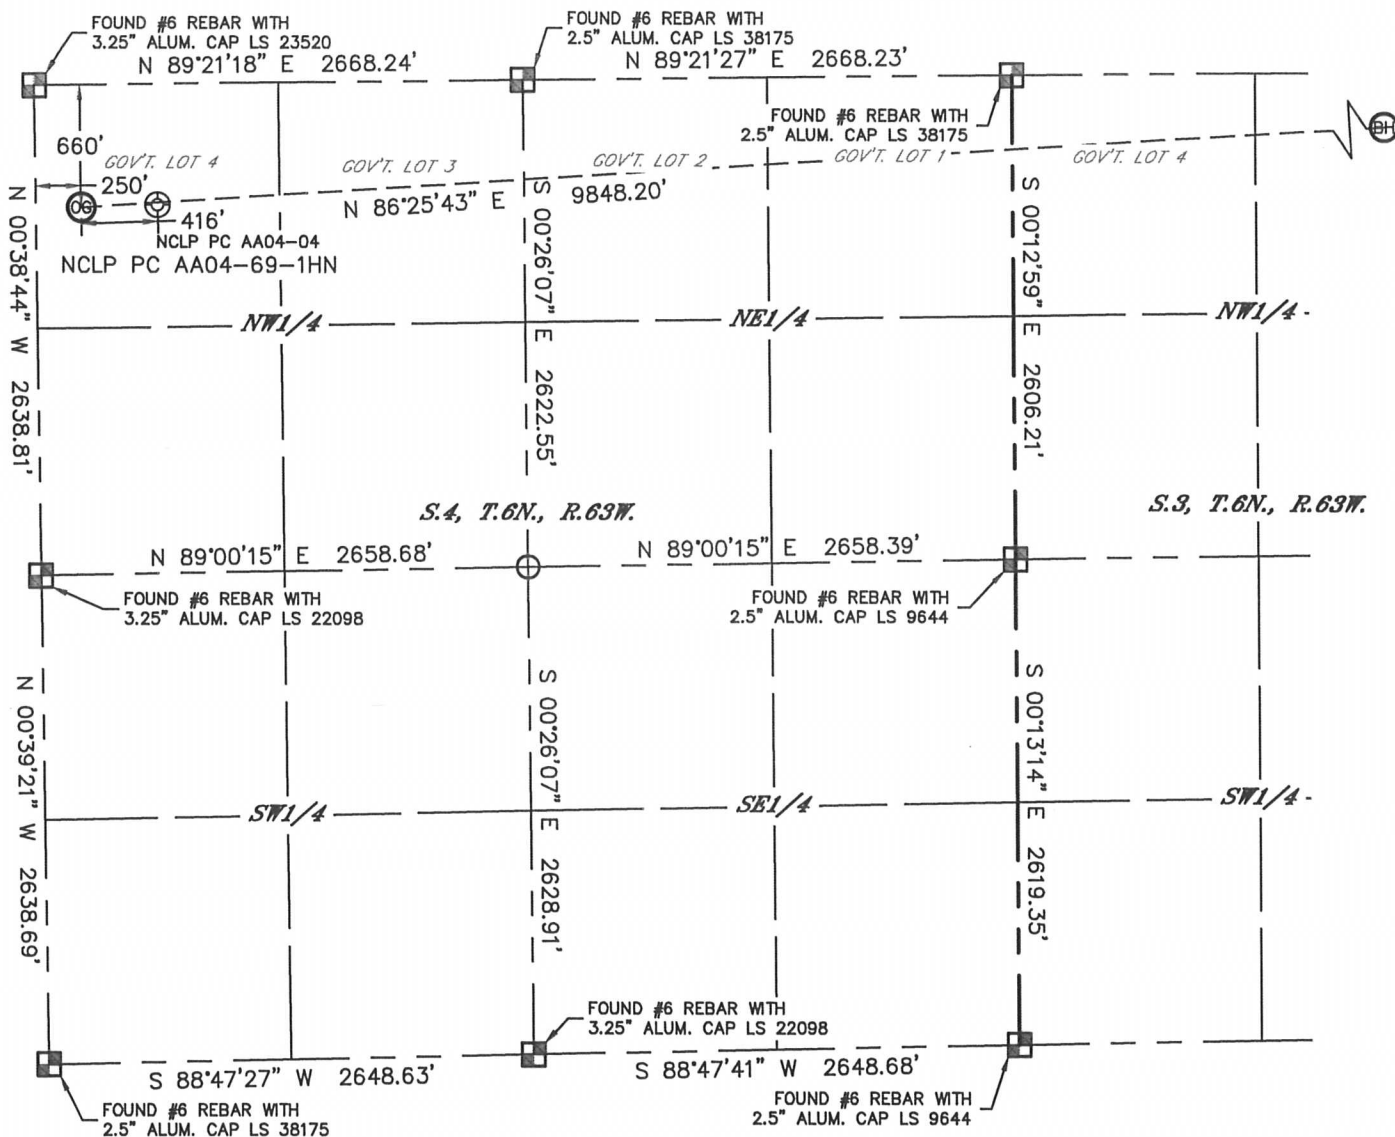 FOUND #6 REBAR WITH
3.25" ALUM. CAP LS 23520
FOUND #6 REBAR WITH
2.5" ALUM. CAP LS 38175
N 89°21'18" E 2668.24'
N 89°21'27" E 2668.23'
FOUND #6 REBAR WITH
2.5" ALUM. CAP LS 38175
BH
660'
GOV'T. LOT 4
GOV'T. LOT 3
GOV'T. LOT 2
GOV'T. LOT 1
GOV'T. LOT 4
250'
OG
N 86°25'43" E 9848.20'
416'
NCLP PC AA04-04
NCLP PC AA04-69-1HN
N 00°38'44" W 2638.81'
S 00°26'07" E 2622.55'
S 00°12'59" E 2606.21'
NW1/4
NE1/4
NW1/4
S.4, T.6N., R.63W.
S.3, T.6N., R.63W.
N 89°00'15" E 2658.68'
N 89°00'15" E 2658.39'
FOUND #6 REBAR WITH
3.25" ALUM. CAP LS 22098
FOUND #6 REBAR WITH
2.5" ALUM. CAP LS 9644
N 00°39'21" W 2638.69'
S 00°26'07" E 2628.91'
S 00°13'14" E 2619.35'
SW1/4
SE1/4
SW1/4
FOUND #6 REBAR WITH
3.25" ALUM. CAP LS 22098
S 88°47'27" W 2648.63'
S 88°47'41" W 2648.68'
FOUND #6 REBAR WITH
2.5" ALUM. CAP LS 38175
FOUND #6 REBAR WITH
2.5" ALUM. CAP LS 9644